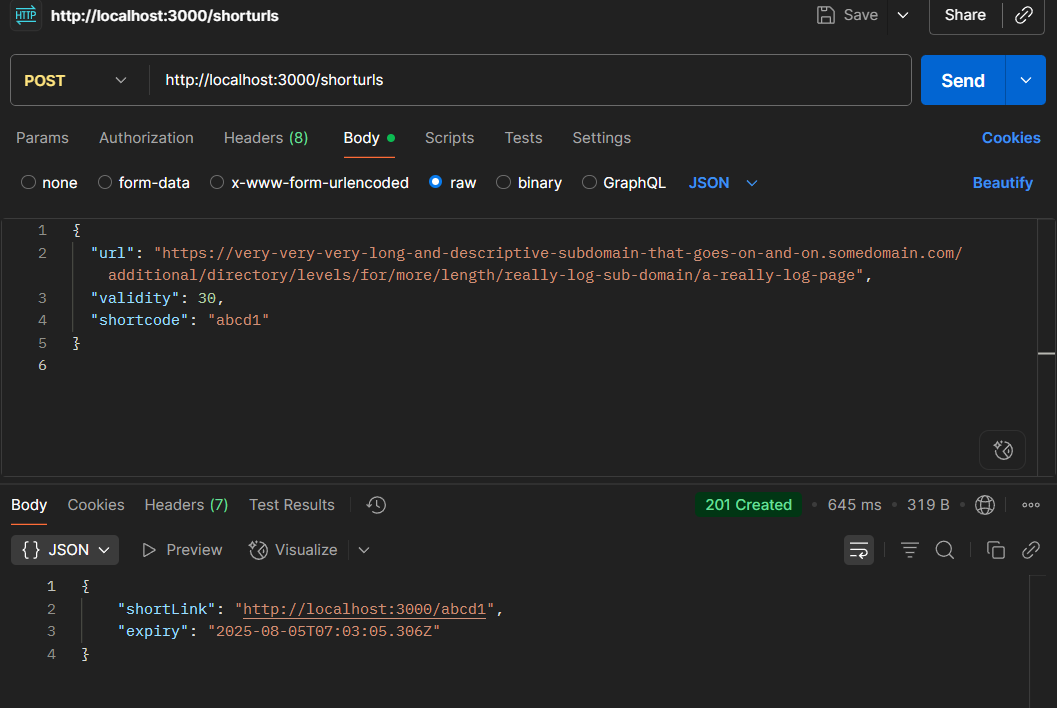 HTTP http://localhost:3000/shorturls Save Share
POST http://localhost:3000/shorturls Send
Params Authorization Headers (8) Body Scripts Tests Settings Cookies
none form-data x-www-form-urlencoded raw binary GraphQL JSON Beautify
1 {
2 "url": "https://very-very-very-long-and-descriptive-subdomain-that-goes-on-and-on.somedomain.com/
additional/directory/levels/for/more/length/really-log-sub-domain/a-really-log-page",
3 "validity": 30,
4 "shortcode": "abcd1"
5 }
6
Body Cookies Headers (7) Test Results 201 Created • 645 ms • 319 B •
{} JSON Preview Visualize
1 {
2 "shortLink": "http://localhost:3000/abcd1",
3 "expiry": "2025-08-05T07:03:05.306Z"
4 }